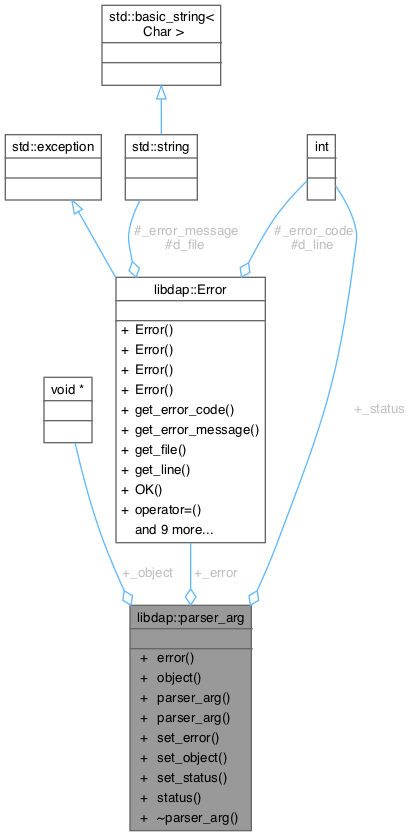 std::basic_string<
Char >
std::exception
std::string
int
#_error_message
#d_file
#_error_code
#d_line
libdap::Error
+ Error()
+ Error()
+ Error()
+ Error()
+ get_error_code()
+ get_error_message()
+ get_file()
+ get_line()
+ OK()
+ operator=()
and 9 more...
void *
+_status
+_object
+_error
libdap::parser_arg
+ error()
+ object()
+ parser_arg()
+ parser_arg()
+ set_error()
+ set_object()
+ set_status()
+ status()
+ ~parser_arg()